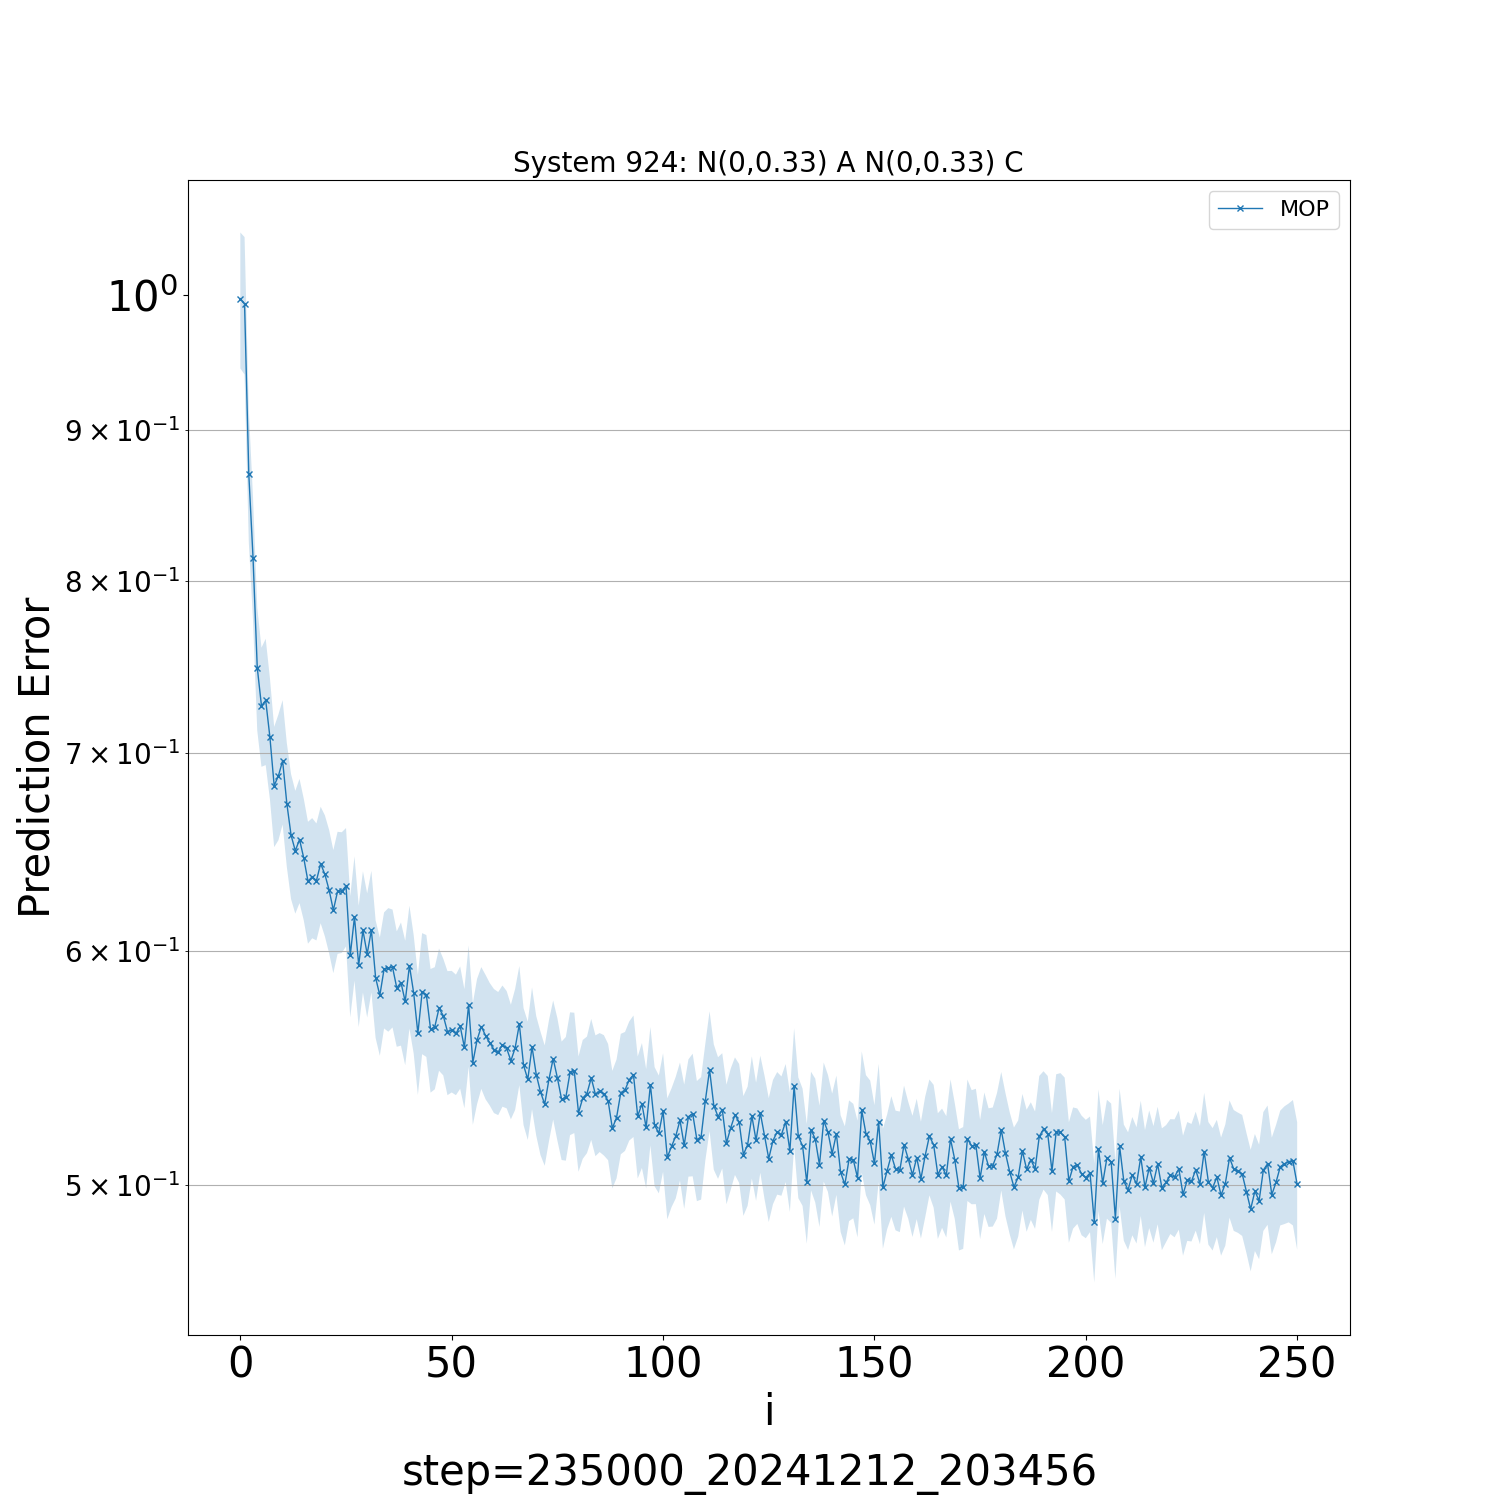 System 924: N(0,0.33) A N(0,0.33) C
MOP
10⁰
9 × 10⁻¹
8 × 10⁻¹
7 × 10⁻¹
6 × 10⁻¹
5 × 10⁻¹
Prediction Error
0 50 100 150 200 250
i
step=235000_20241212_203456